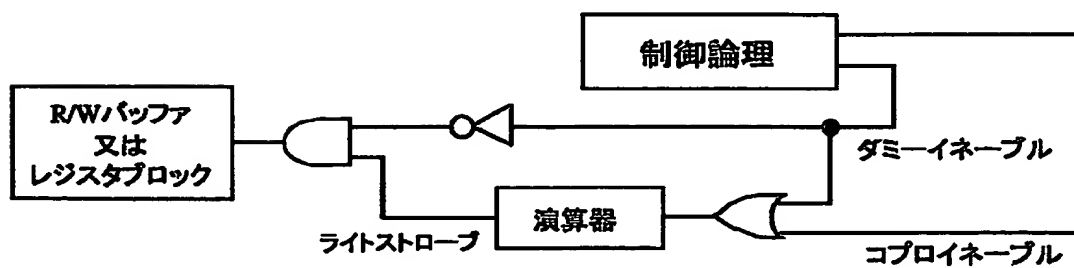 制御論理
R/Wバッファ
又は
レジスタブロック
ダミーイネーブル
演算器
ライトストローブ
コプロイネーブル